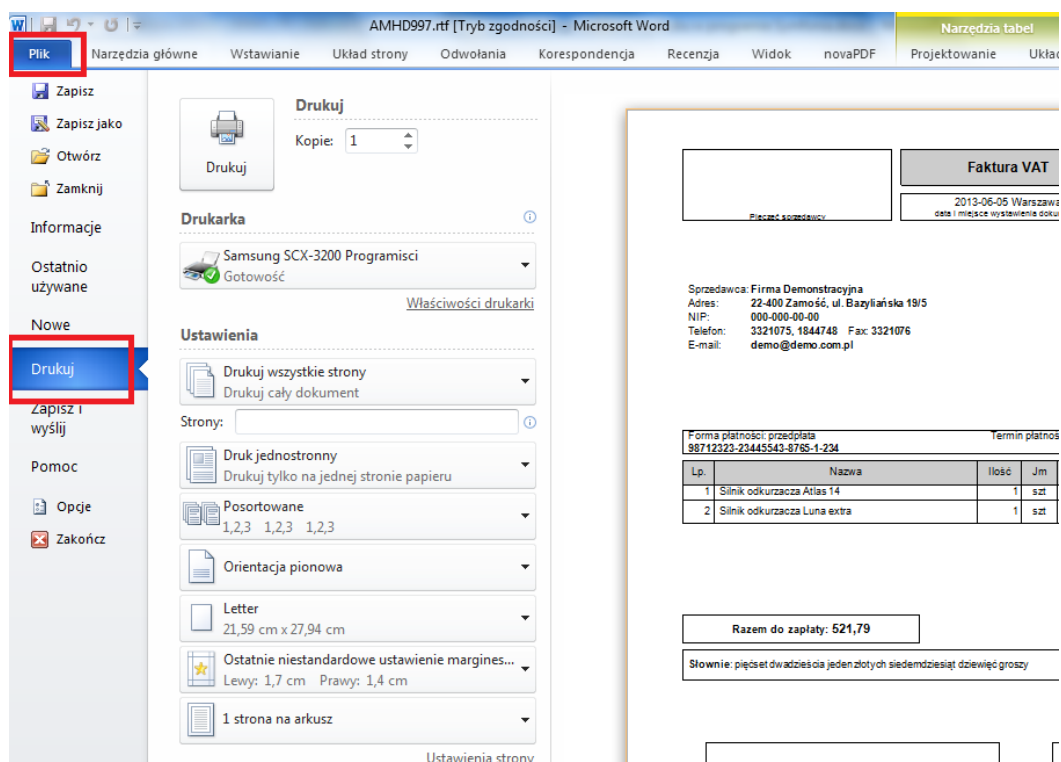 AMHD997.rtf [Tryb zgodności] - Microsoft Word
Narzędzia tabel
Plik Narzędzia główne Wstawianie Układ strony Odwołania Korespondencja Recenzja Widok novaPDF Projektowanie Ukła
Zapisz
Zapisz jako
Otwórz
Zamknij
Informacje
Ostatnio
używane
Nowe
Drukuj
Zapisz i
wyślij
Pomoc
Opcje
Zakończ
Drukuj
Drukuj
Kopie: 1
Drukarka
Samsung SCX-3200 Programisci
Gotowość
Właściwości drukarki
Ustawienia
Drukuj wszystkie strony
Drukuj cały dokument
Strony:
Druk jednostronny
Drukuj tylko na jednej stronie papieru
Posortowane
1,2,3 1,2,3 1,2,3
Orientacja pionowa
Letter
21,59 cm x 27,94 cm
Ostatnie niestandardowe ustawienie margines...
Lewy: 1,7 cm Prawy: 1,4 cm
1 strona na arkusz
Ustawienia strony
Faktura VAT
Pieczęć sprzedawcy
2013-06-05 Warszawa
data i miejsce wystawienia doku
Sprzedawca: Firma Demonstracyjna
Adres: 22-400 Zamość, ul. Bazyliańska 19/5
NIP: 000-000-00-00
Telefon: 3321075, 1844748 Fax: 3321076
E-mail: demo@demo.com.pl
Forma płatności: przedpłata Termin płatnoś
98712323-23445543-8765-1-234
Lp. Nazwa Ilość Jm
1 Silnik odkurzacza Atlas 14 1 szt
2 Silnik odkurzacza Luna extra 1 szt
Razem do zapłaty: 521,79
Słownie: pięćset dwadzieścia jeden złotych siedemdziesiąt dziewięć groszy